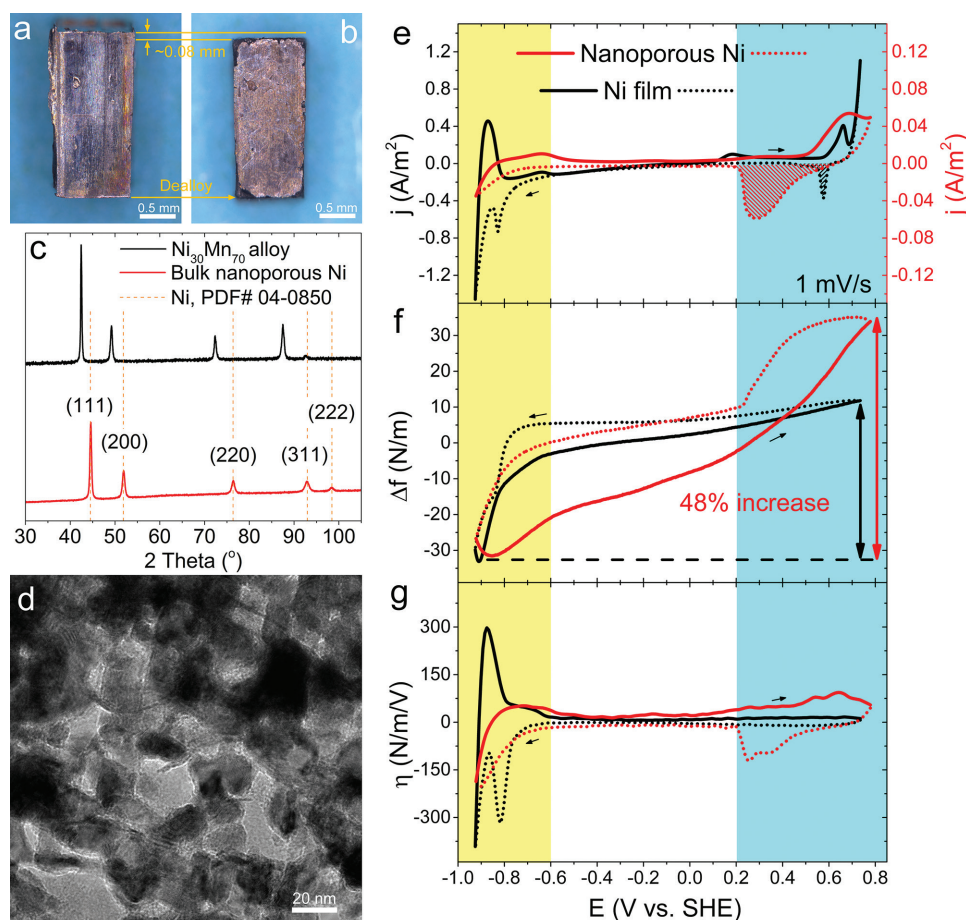 a
~0.08 mm
b
Dealloy
0.5 mm
0.5 mm
c
Ni₃₀Mn₇₀ alloy
Bulk nanoporous Ni
Ni, PDF# 04-0850
(111)
(200)
(220)
(311)
(222)
30 40 50 60 70 80 90 100
2 Theta (°)
d
20 nm
e
Nanoporous Ni
Ni film
1.2
0.8
0.4
0.0
-0.4
-0.8
-1.2
j (A/m²)
0.12
0.08
0.04
0.00
-0.04
-0.08
-0.12
j (A/m²)
1 mV/s
f
30
20
10
0
-10
-20
-30
Δf (N/m)
48% increase
g
300
150
0
-150
-300
η (N/m/V)
-1.0 -0.8 -0.6 -0.4 -0.2 0.0 0.2 0.4 0.6 0.8
E (V vs. SHE)